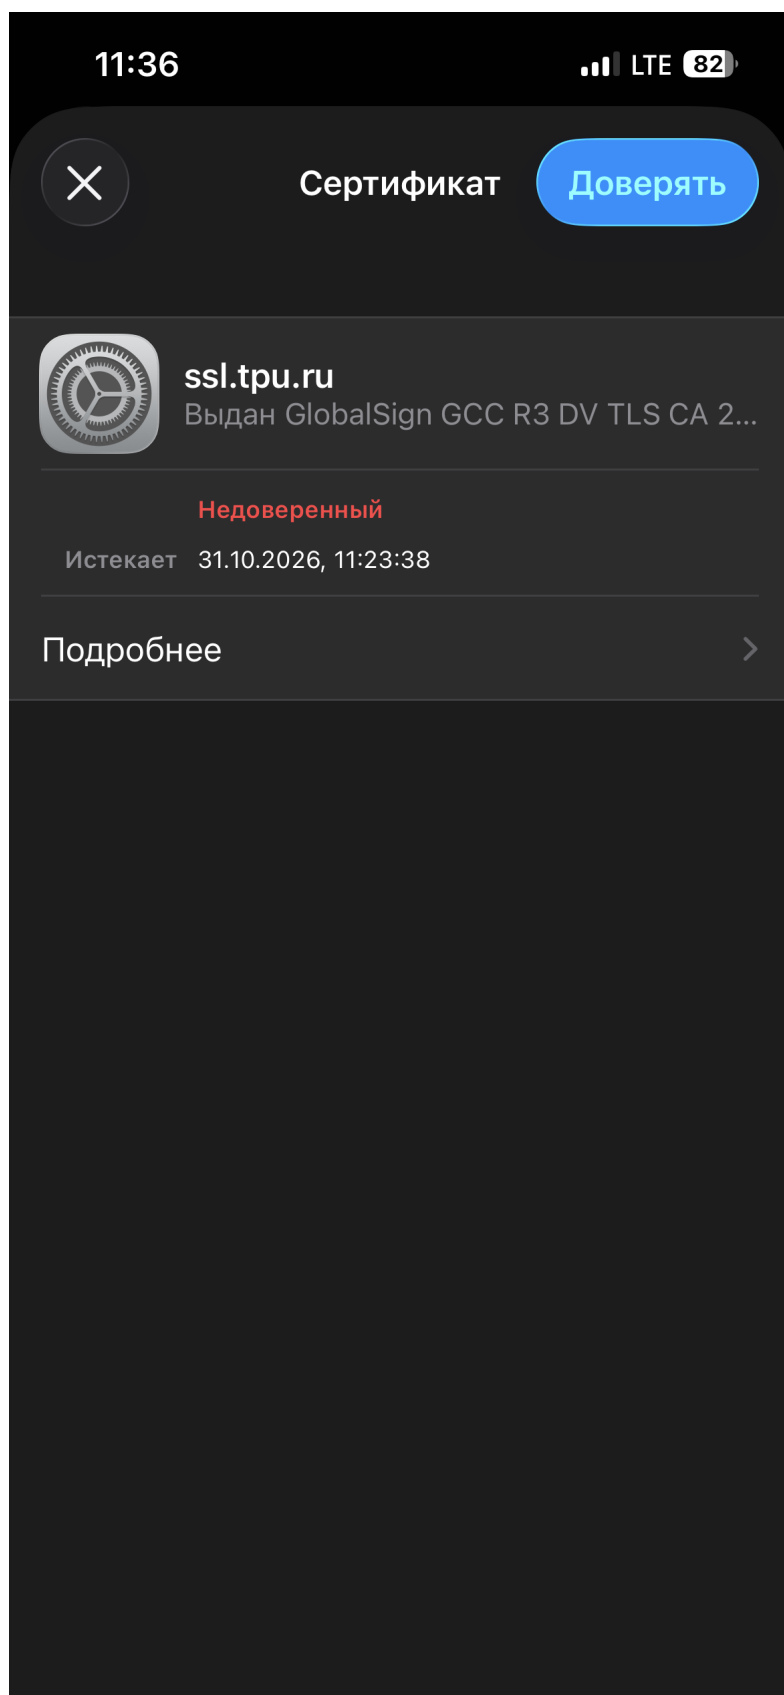 11:36
LTE 82
Сертификат
Доверять
ssl.tpu.ru
Выдан GlobalSign GCC R3 DV TLS CA 2...
Недоверенный
Истекает 31.10.2026, 11:23:38
Подробнее